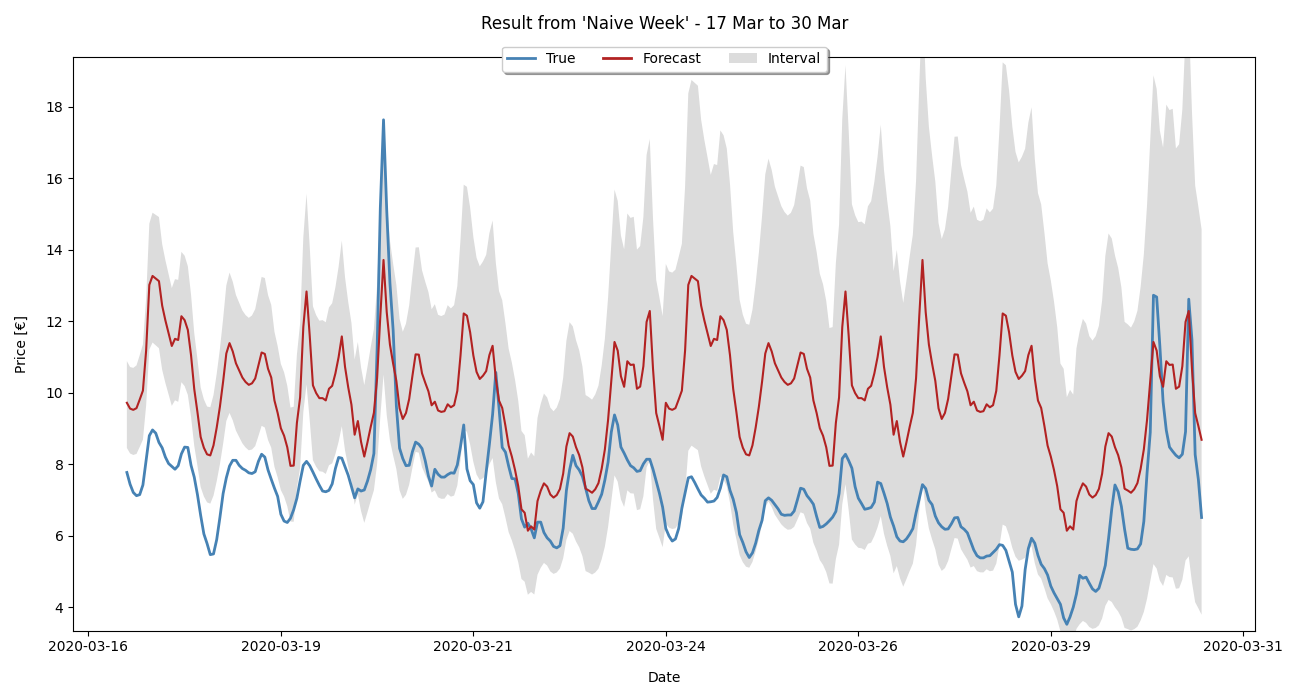 Result from 'Naive Week' - 17 Mar to 30 Mar
True Forecast Interval
18
16
14
12
10
8
6
4
Price [€]
2020-03-16 2020-03-19 2020-03-21 2020-03-24 2020-03-26 2020-03-29 2020-03-31
Date